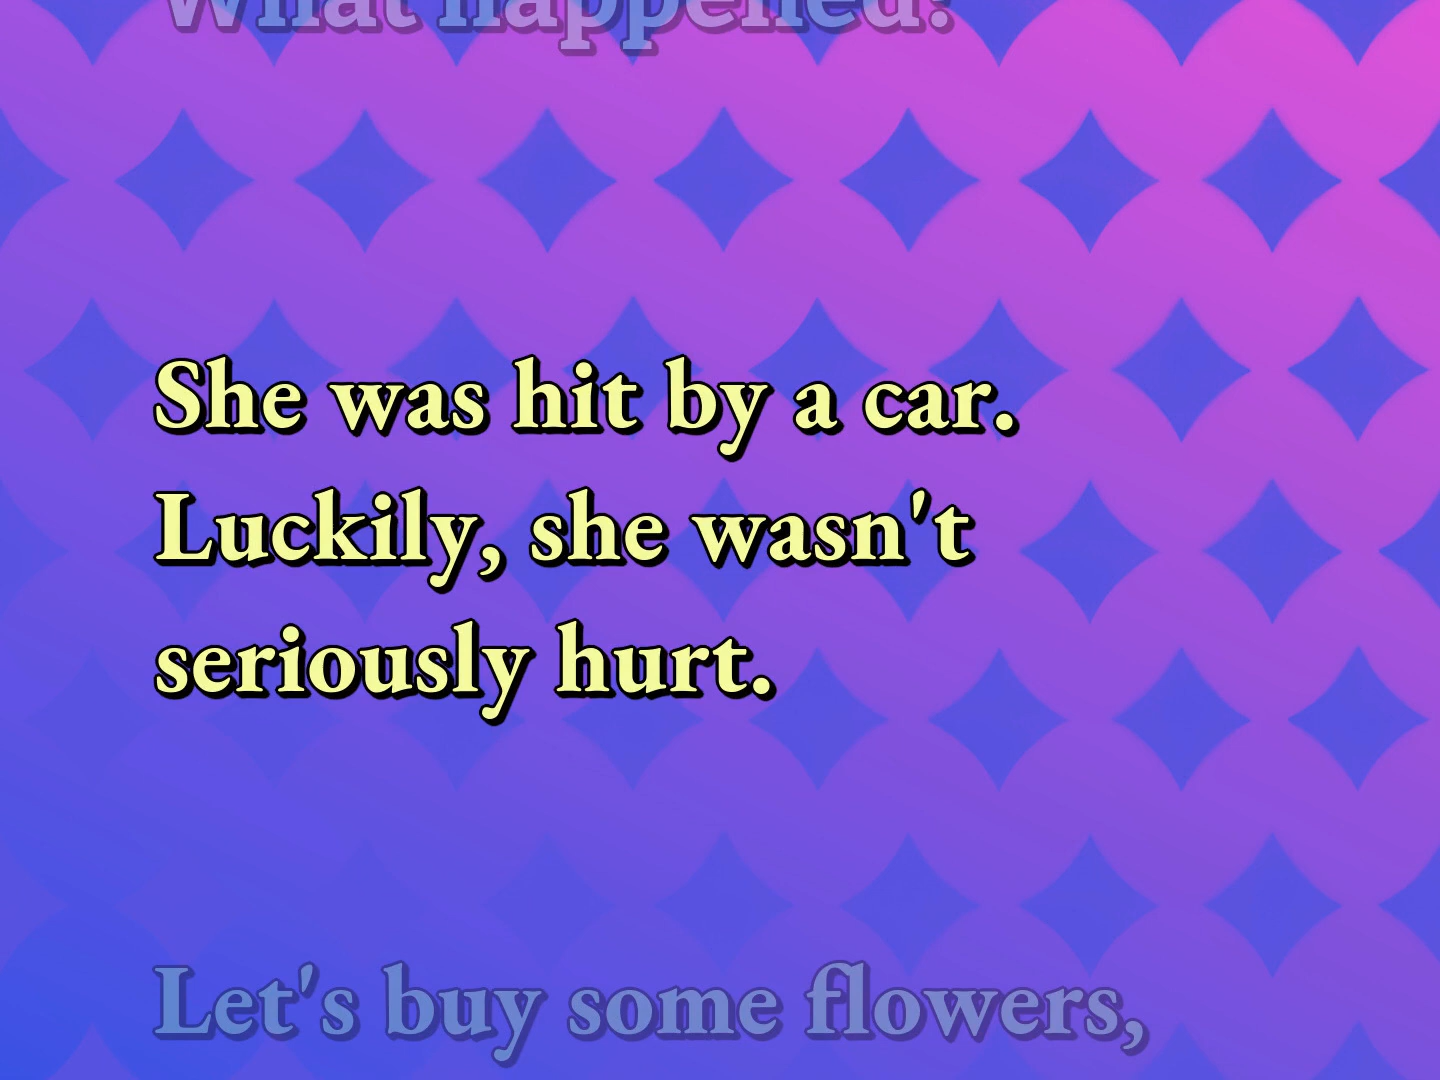 What happened?
She was hit by a car.
Luckily, she wasn't
seriously hurt.
Let's buy some flowers,